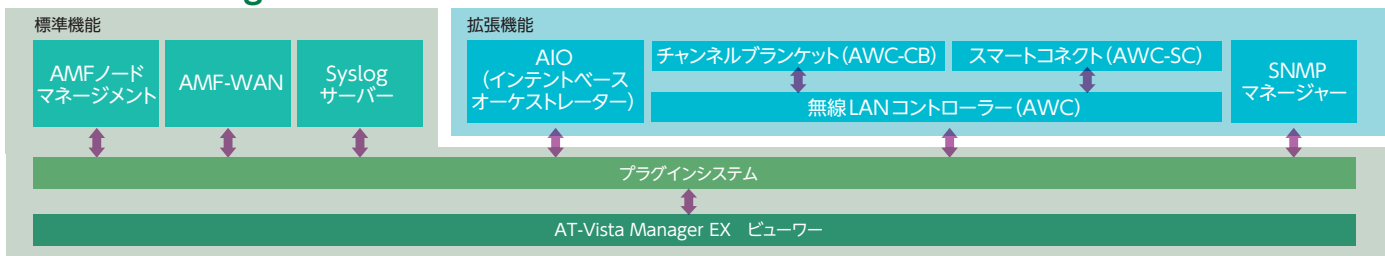 標準機能
AMFノード
マネージメント
AMF-WAN
Syslog
サーバー
拡張機能
AIO
(インテントベース
オーケストレーター)
チャンネルブランケット(AWC-CB)
スマートコネクト(AWC-SC)
無線LANコントローラー(AWC)
SNMP
マネージャー
プラグインシステム
AT-Vista Manager EX ビューワー